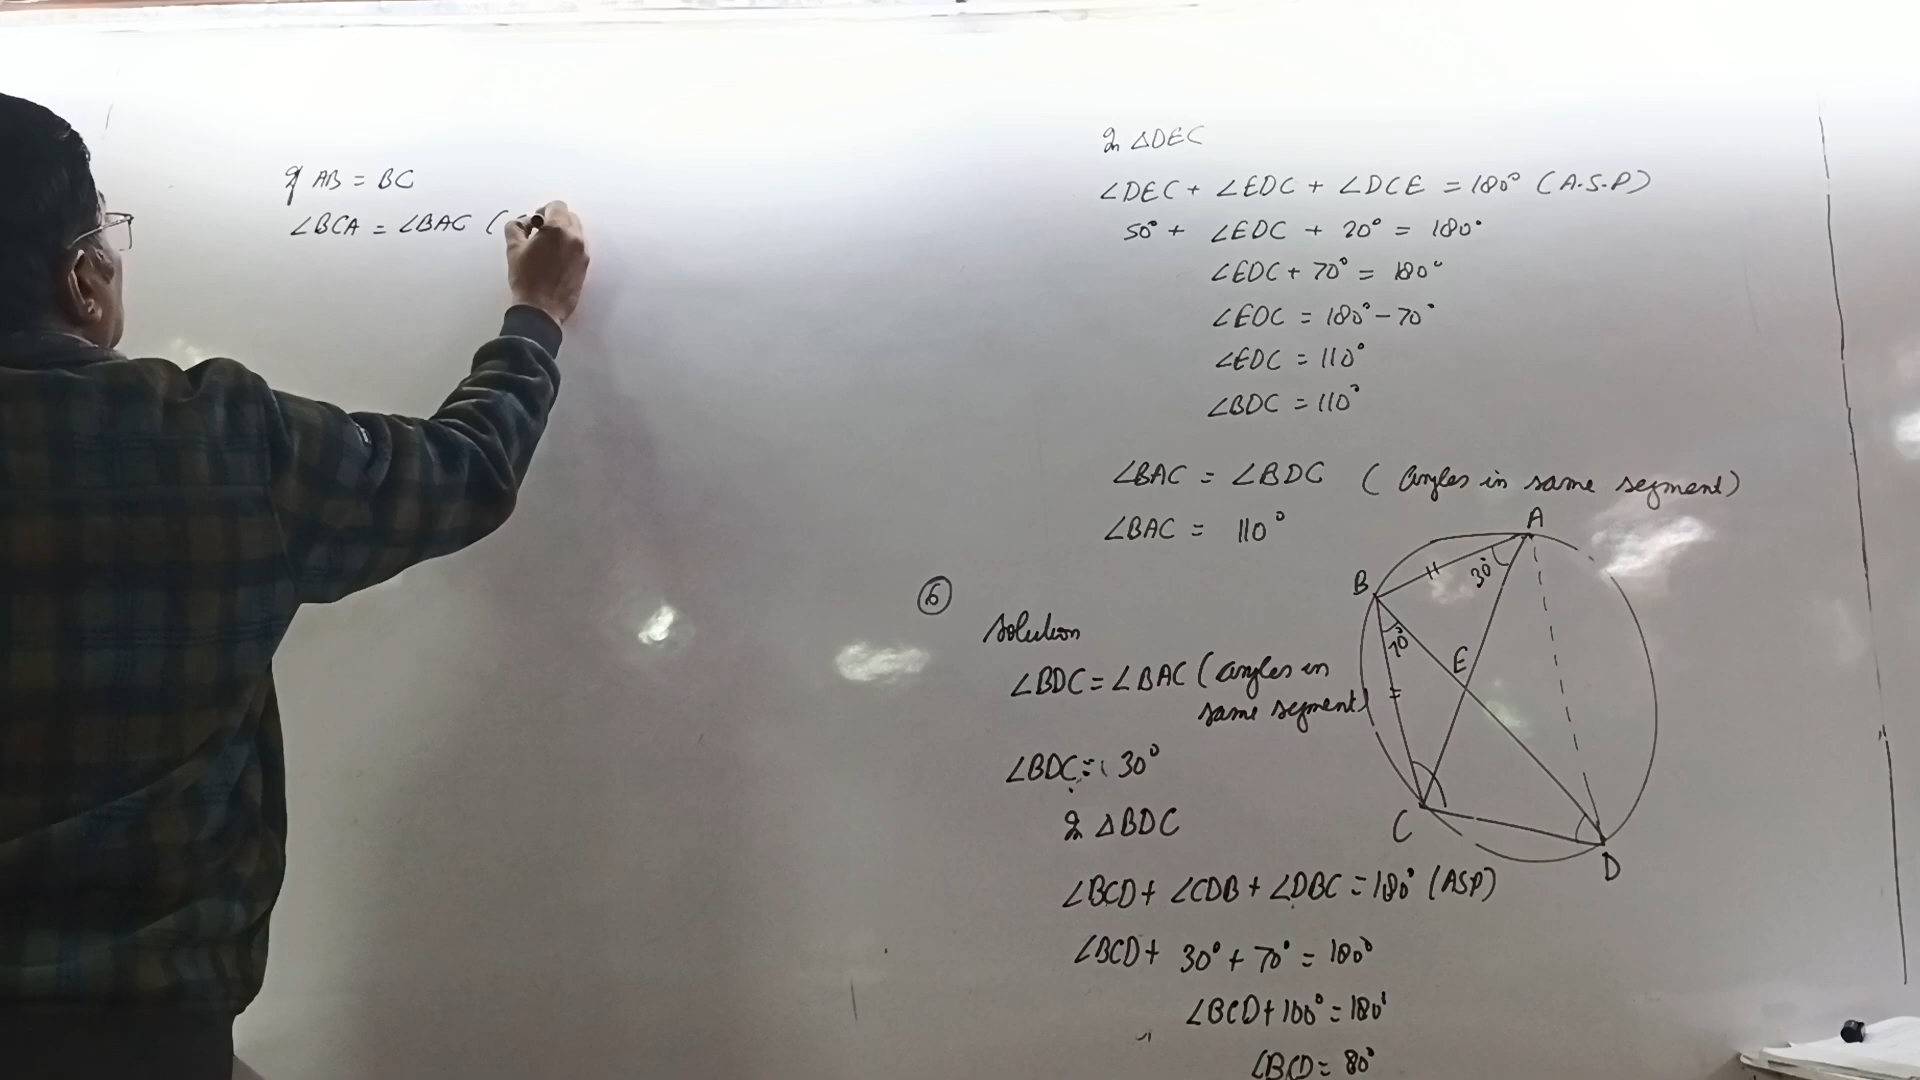 If AB = BC
∠BCA = ∠BAC (
In △DEC
∠DEC + ∠EDC + ∠DCE = 180° (A.S.P)
50° + ∠EDC + 20° = 180°
∠EDC + 70° = 180°
∠EDC = 180° - 70°
∠EDC = 110°
∠BDC = 110°
∠BAC = ∠BDC ( Angles in same segment)
∠BAC = 110°
6
Solution
∠BDC = ∠BAC ( angles in
same segment)
∠BDC = 30°
In △BDC
∠BCD + ∠CDB + ∠DBC = 180° (ASP)
∠BCD + 30° + 70° = 180°
∠BCD + 100° = 180°
∠BCD = 80°
A
B
30°
70°
E
C
D